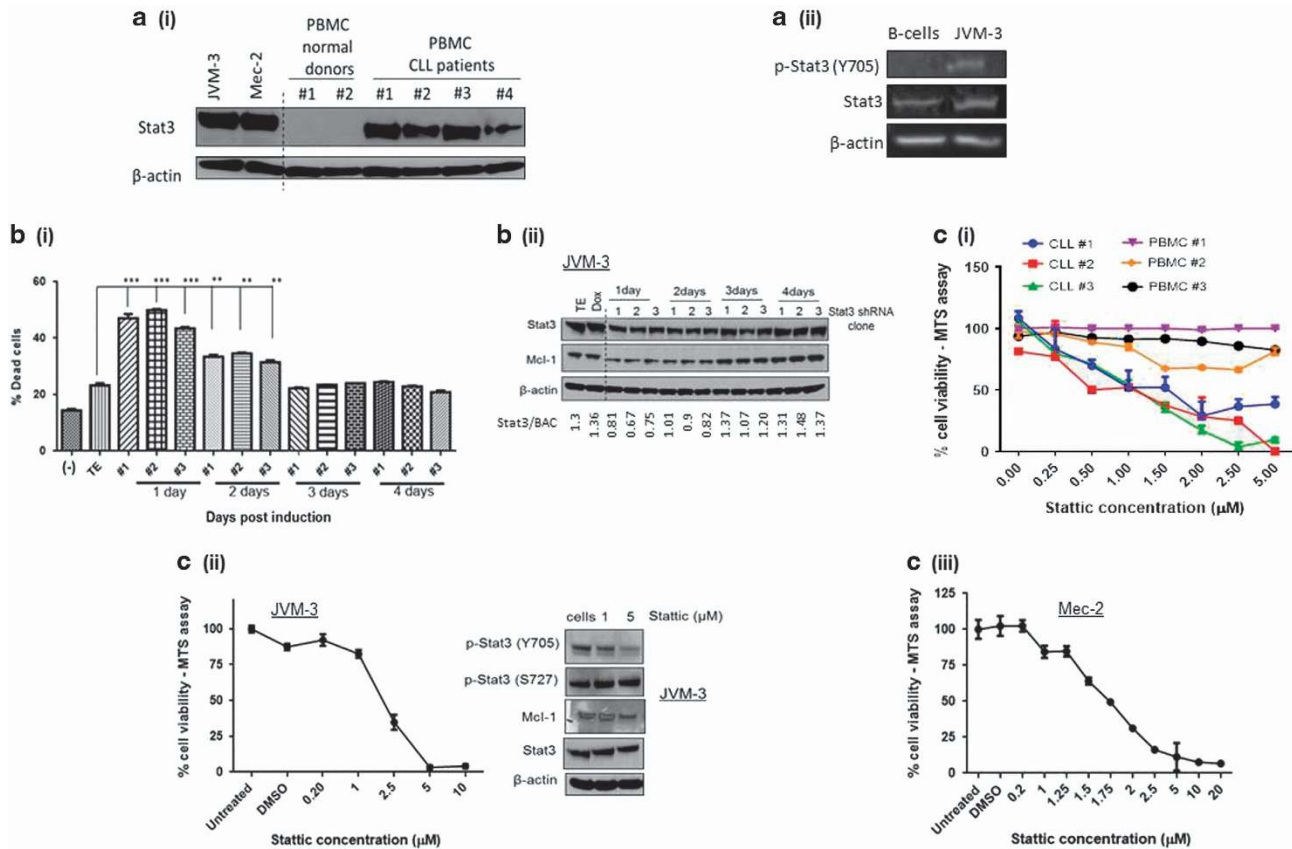 a (i)
PBMC normal donors
PBMC CLL patients
JVM-3
Mec-2
#1 #2 #1 #2 #3 #4
Stat3
β-actin
a (ii)
B-cells JVM-3
p-Stat3 (Y705)
Stat3
β-actin
b (i)
% Dead cells
60
40
20
0
*** *** *** ** ** **
(-) TE #1 #2 #3 #1 #2 #3 #1 #2 #3 #1 #2 #3
1 day 2 days 3 days 4 days
Days post induction
b (ii)
JVM-3
TE Dox
1day 2days 3days 4days
1 2 3 1 2 3 1 2 3 1 2 3
Stat3 shRNA clone
Stat3
Mcl-1
β-actin
Stat3/BAC 1.3 1.36 0.81 0.67 0.75 1.01 0.9 0.82 1.37 1.07 1.20 1.31 1.48 1.37
c (i)
CLL #1 PBMC #1
CLL #2 PBMC #2
CLL #3 PBMC #3
% cell viability - MTS assay
150
100
50
0
0.00 0.25 0.50 1.00 1.50 2.00 2.50 5.00
Stattic concentration (μM)
c (ii)
JVM-3
% cell viability - MTS assay
125
100
75
50
25
0
Untreated DMSO 0.20 1 2.5 5 10
Stattic concentration (μM)
cells 1 5 Stattic (μM)
p-Stat3 (Y705)
p-Stat3 (S727)
Mcl-1
Stat3
β-actin
JVM-3
c (iii)
Mec-2
% cell viability - MTS assay
125
100
75
50
25
0
Untreated DMSO 0.2 1 1.25 1.5 1.75 2 2.5 5 10 20
Stattic concentration (μM)